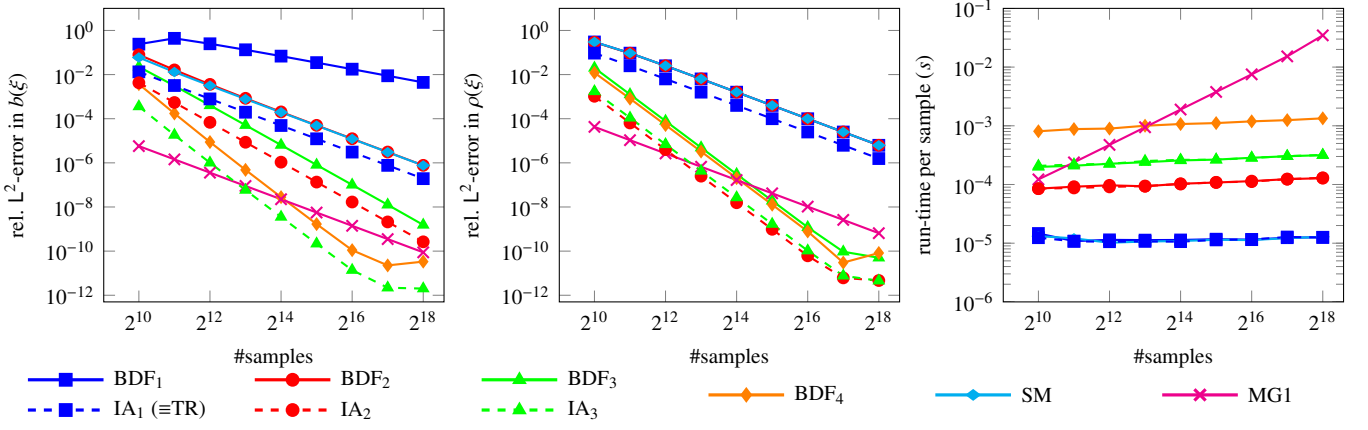 rel. L²-error in b(ξ)
10⁰
10⁻²
10⁻⁴
10⁻⁶
10⁻⁸
10⁻¹⁰
10⁻¹²
2¹⁰
2¹²
2¹⁴
2¹⁶
2¹⁸
#samples
rel. L²-error in ρ(ξ)
10⁰
10⁻²
10⁻⁴
10⁻⁶
10⁻⁸
10⁻¹⁰
10⁻¹²
2¹⁰
2¹²
2¹⁴
2¹⁶
2¹⁸
#samples
run-time per sample (s)
10⁻¹
10⁻²
10⁻³
10⁻⁴
10⁻⁵
10⁻⁶
2¹⁰
2¹²
2¹⁴
2¹⁶
2¹⁸
#samples
BDF₁
BDF₂
BDF₃
BDF₄
SM
MG1
IA₁ (≡TR)
IA₂
IA₃